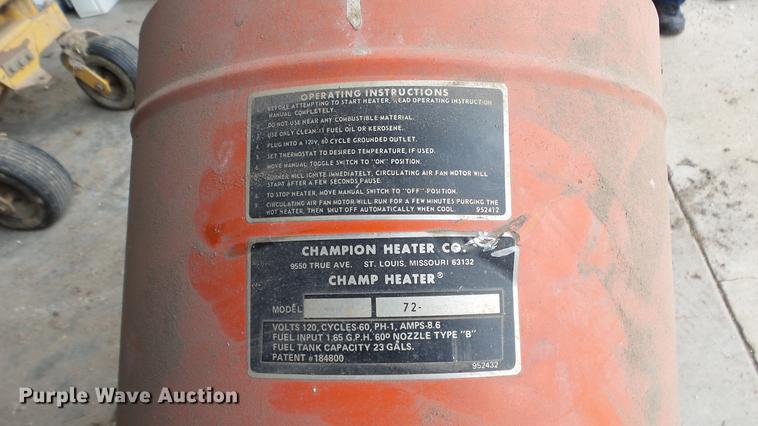 OPERATING INSTRUCTIONS
BEFORE ATTEMPTING TO START HEATER, READ OPERATING INSTRUCTION
MANUAL COMPLETELY.
DO NOT USE NEAR ANY COMBUSTIBLE MATERIAL.
USE ONLY CLEAN #1 FUEL OIL OR KEROSENE.
PLUG INTO A 120V, 60 CYCLE GROUNDED OUTLET.
SET THERMOSTAT TO DESIRED TEMPERATURE, IF USED.
MOVE MANUAL TOGGLE SWITCH TO "ON" POSITION.
BURNER WILL IGNITE IMMEDIATELY, CIRCULATING AIR FAN MOTOR WILL
START AFTER A FEW SECONDS PAUSE.
TO STOP HEATER, MOVE MANUAL SWITCH TO "OFF" POSITION.
CIRCULATING AIR FAN MOTOR WILL RUN FOR A FEW MINUTES PURGING THE
HOT HEATER, THEN SHUT OFF AUTOMATICALLY WHEN COOL. 952412
CHAMPION HEATER CO.
9550 TRUE AVE. ST. LOUIS, MISSOURI 63132
CHAMP HEATER®
MODEL 72-
VOLTS 120, CYCLES-60, PH-1, AMPS-8.6
FUEL INPUT 1.65 G.P.H. 60º NOZZLE TYPE "B"
FUEL TANK CAPACITY 23 GALS.
PATENT #184800 952432
Purple Wave Auction